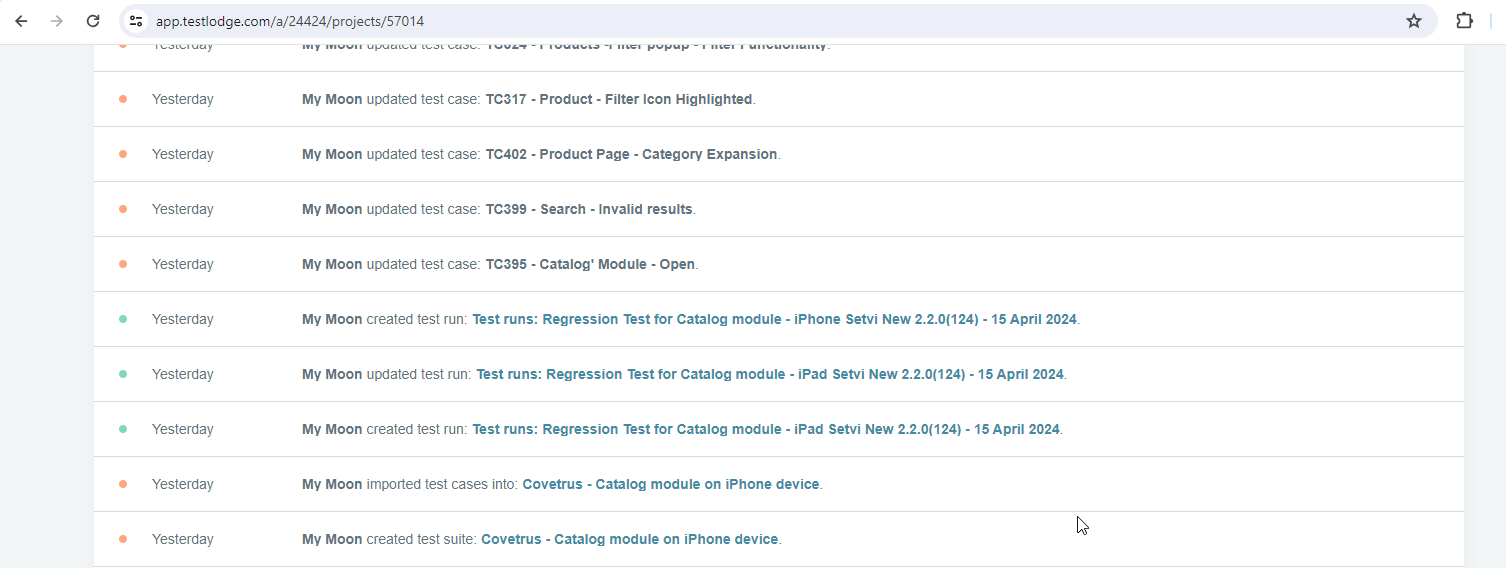 app.testlodge.com/a/24424/projects/57014
Yesterday My Moon updated test case: TC024 - Products -Filter popup - Filter Functionality.
Yesterday My Moon updated test case: TC317 - Product - Filter Icon Highlighted.
Yesterday My Moon updated test case: TC402 - Product Page - Category Expansion.
Yesterday My Moon updated test case: TC399 - Search - Invalid results.
Yesterday My Moon updated test case: TC395 - Catalog' Module - Open.
Yesterday My Moon created test run: Test runs: Regression Test for Catalog module - iPhone Setvi New 2.2.0(124) - 15 April 2024.
Yesterday My Moon updated test run: Test runs: Regression Test for Catalog module - iPad Setvi New 2.2.0(124) - 15 April 2024.
Yesterday My Moon created test run: Test runs: Regression Test for Catalog module - iPad Setvi New 2.2.0(124) - 15 April 2024.
Yesterday My Moon imported test cases into: Covetrus - Catalog module on iPhone device.
Yesterday My Moon created test suite: Covetrus - Catalog module on iPhone device.